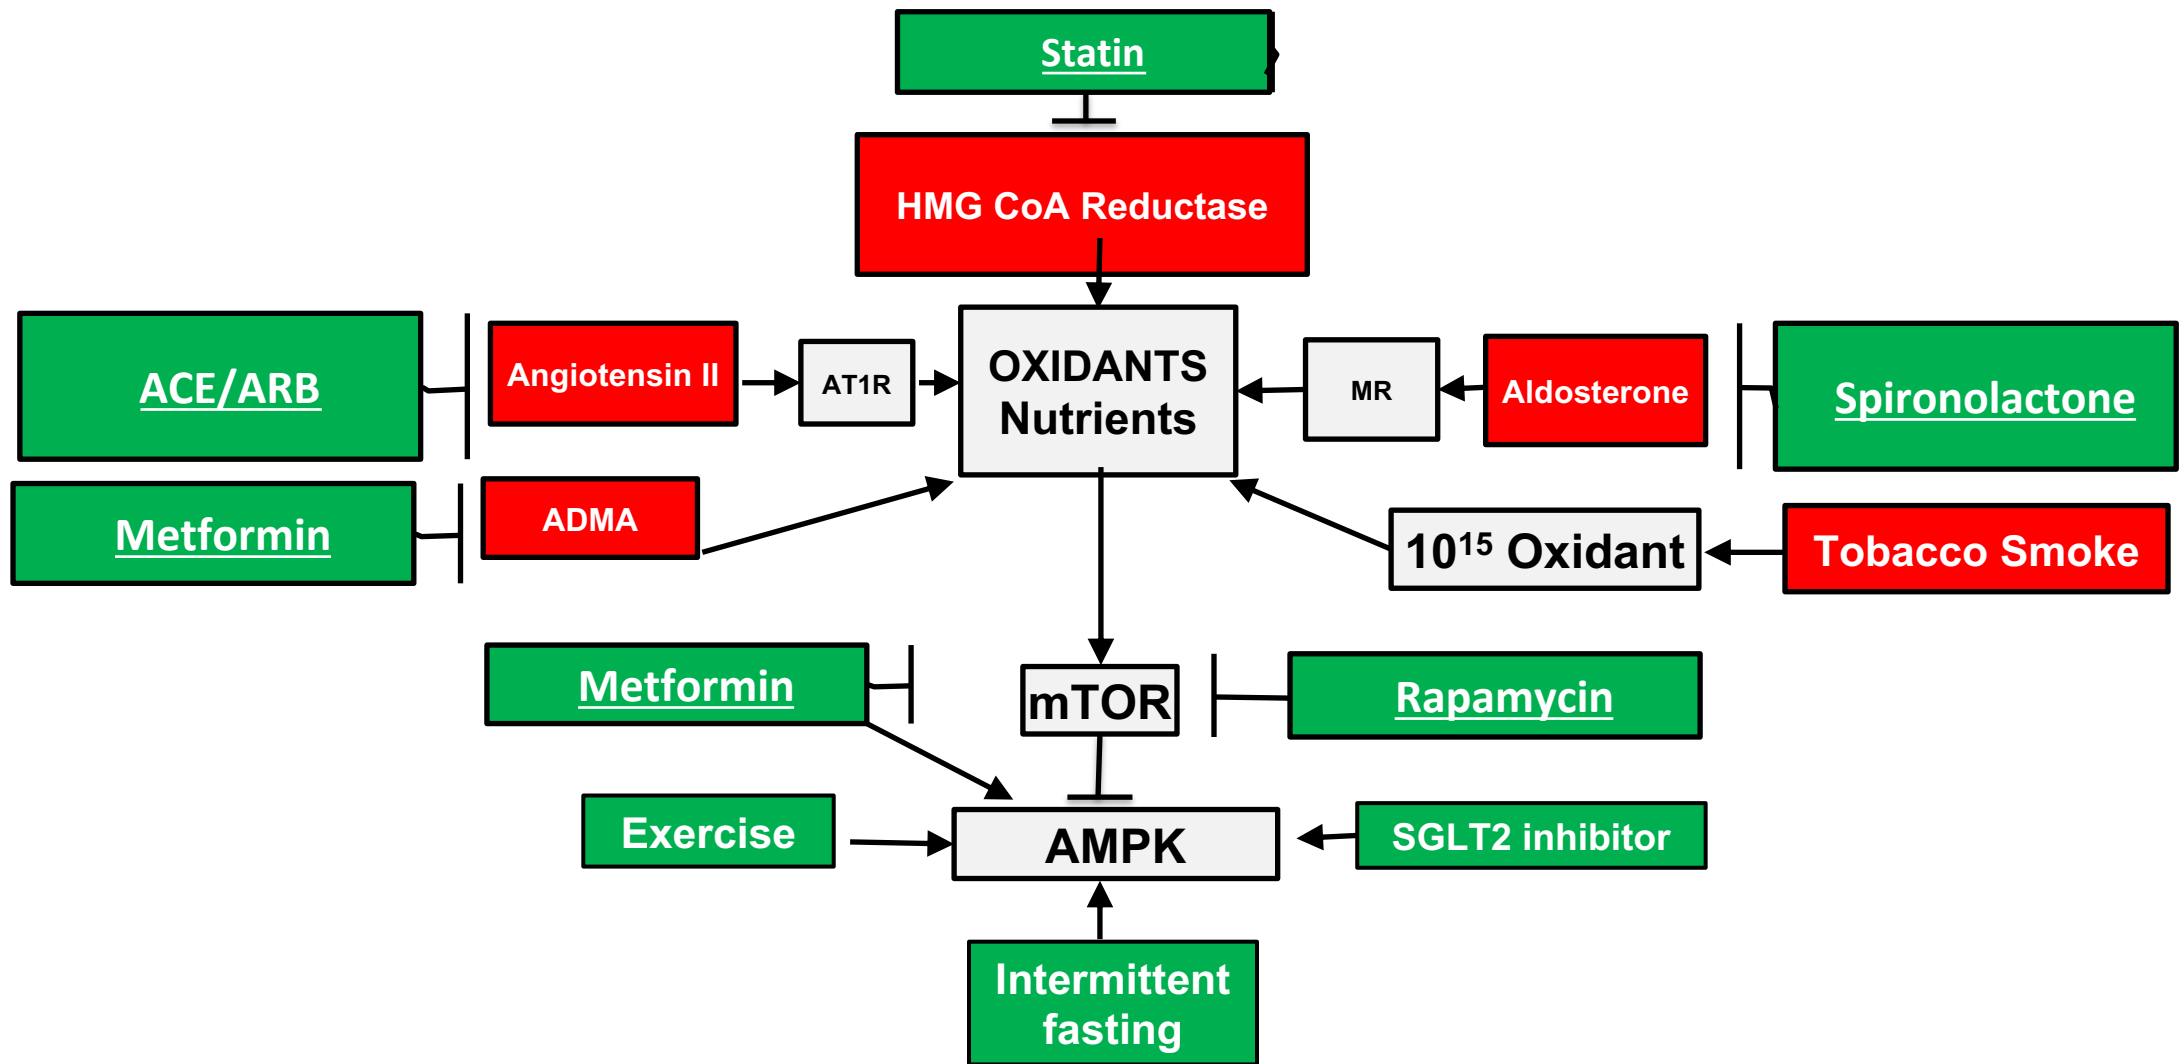 Statin
HMG CoA Reductase
ACE/ARB
Angiotensin II
AT1R
OXIDANTS
Nutrients
MR
Aldosterone
Spironolactone
Metformin
ADMA
10¹⁵ Oxidant
Tobacco Smoke
Metformin
mTOR
Rapamycin
Exercise
AMPK
SGLT2 inhibitor
Intermittent
fasting